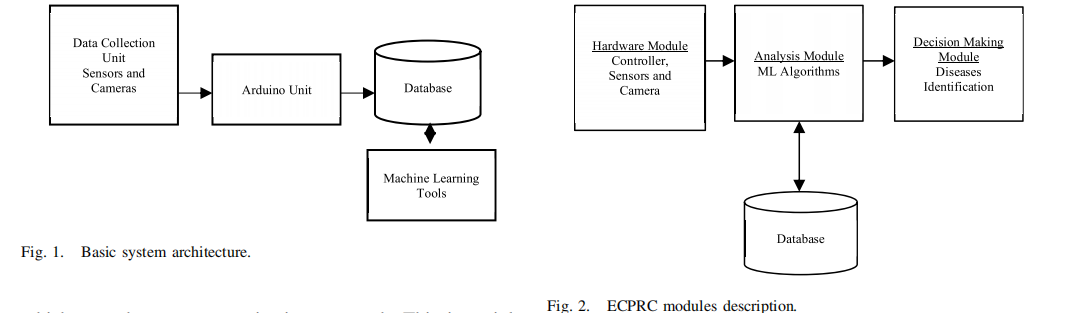 Data Collection
Unit
Sensors and
Cameras
Arduino Unit
Database
Machine Learning
Tools
Fig. 1. Basic system architecture.
Hardware Module
Controller,
Sensors and
Camera
Analysis Module
ML Algorithms
Decision Making
Module
Diseases
Identification
Database
Fig. 2. ECPRC modules description.